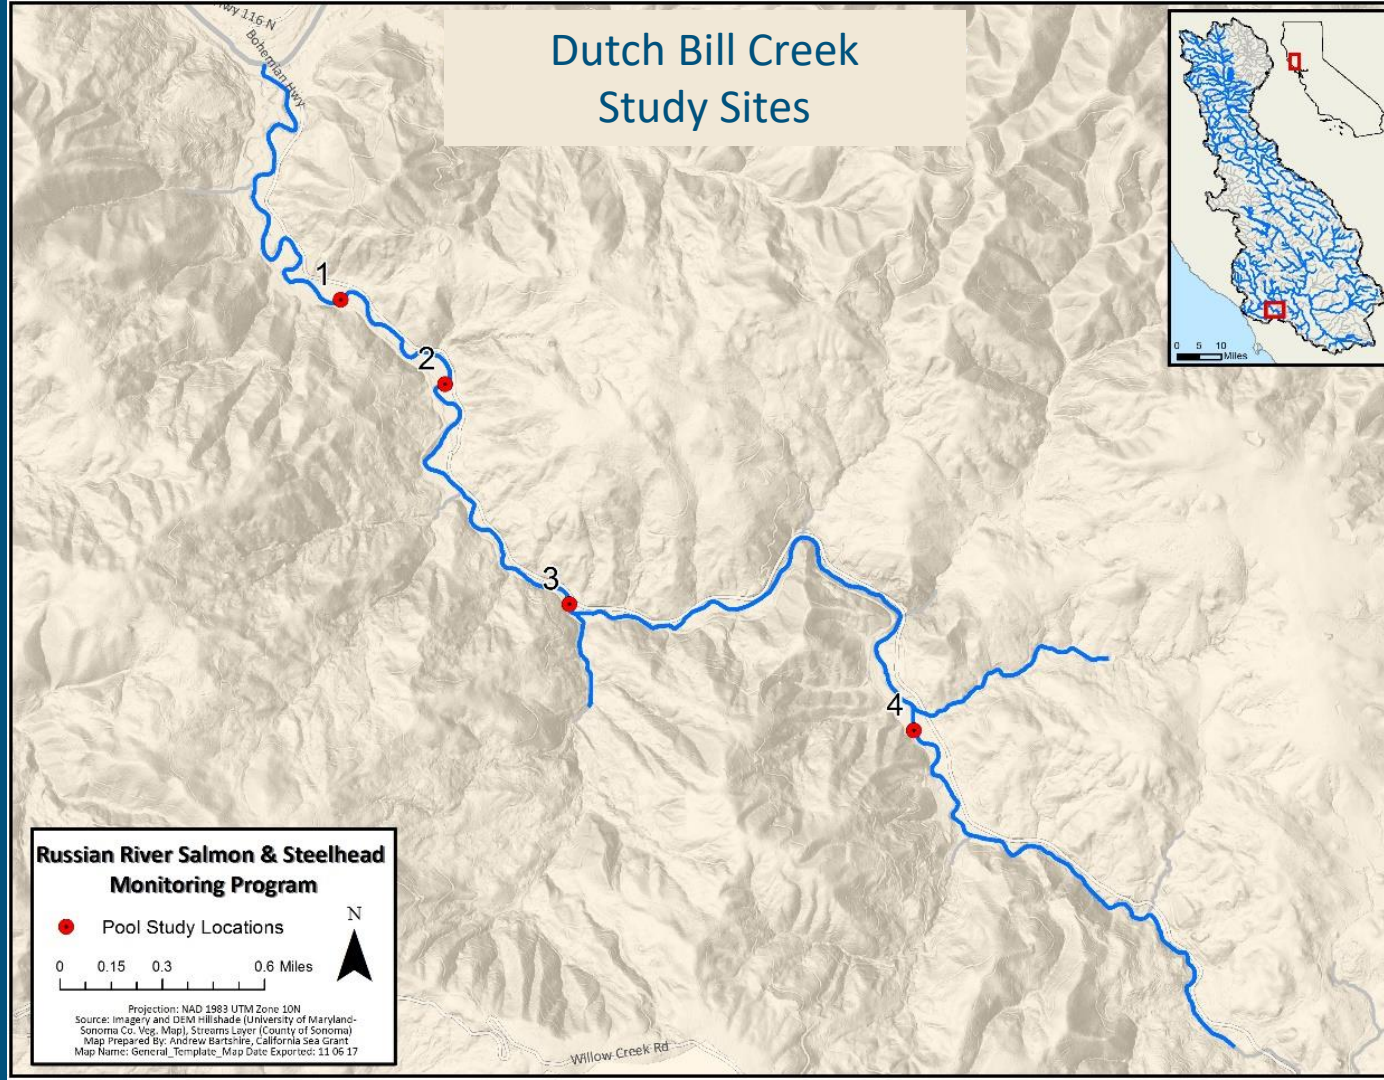 Hwy 116 N
Bohemian Hwy
Dutch Bill Creek
Study Sites
0 5 10
Miles
1
2
3
4
Russian River Salmon & Steelhead
Monitoring Program
Pool Study Locations
N
0 0.15 0.3 0.6 Miles
Projection: NAD 1983 UTM Zone 10N
Source: Imagery and DEM Hillshade (University of Maryland-
Sonoma Co. Veg. Map), Streams Layer (County of Sonoma)
Map Prepared By: Andrew Bartshire, California Sea Grant
Map Name: General_Template_Map Date Exported: 11 06 17
Willow Creek Rd